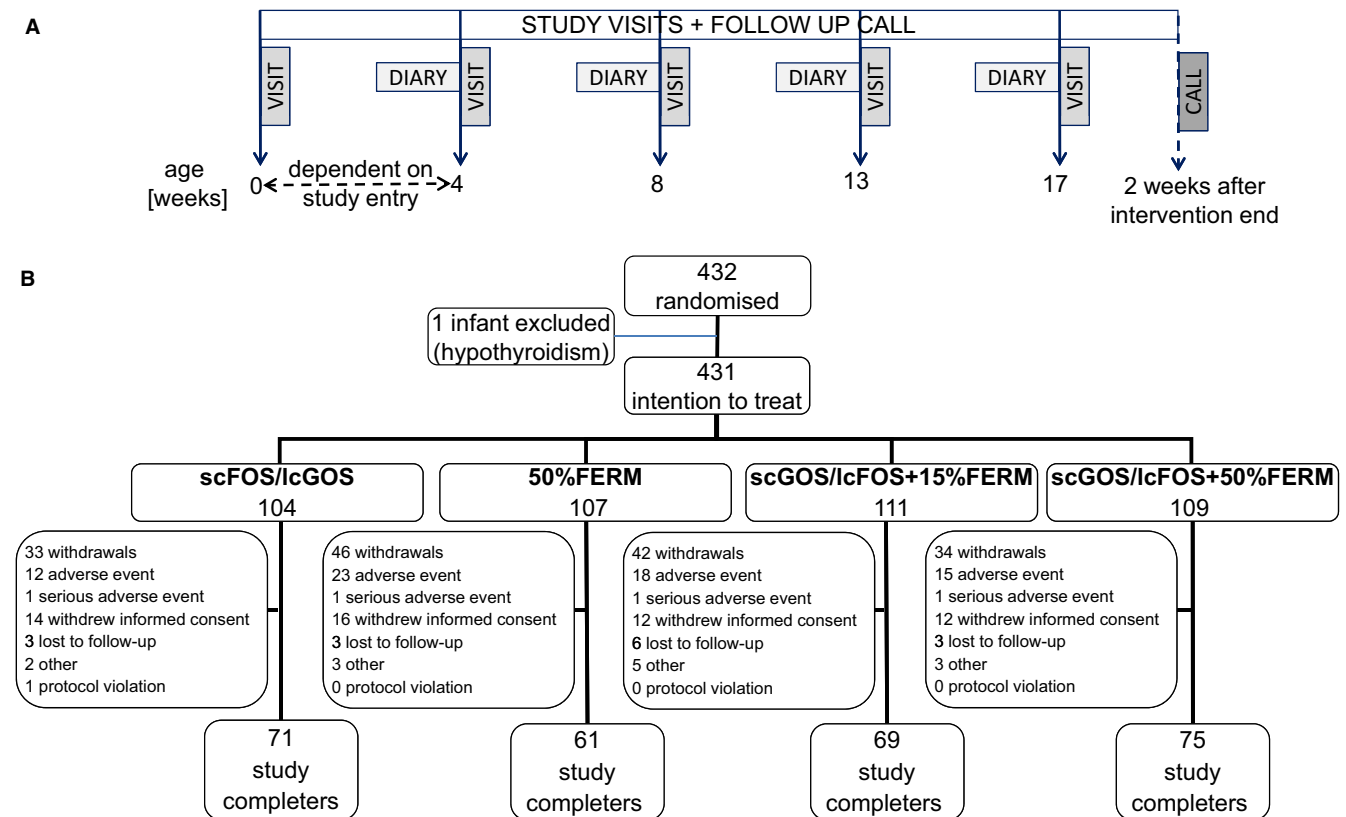 A
STUDY VISITS + FOLLOW UP CALL
VISIT
DIARY
VISIT
DIARY
VISIT
DIARY
VISIT
DIARY
VISIT
CALL
age
[weeks]
0
dependent on
study entry
4
8
13
17
2 weeks after
intervention end
B
432
randomised
1 infant excluded
(hypothyroidism)
431
intention to treat
scFOS/lcGOS
104
50%FERM
107
scGOS/lcFOS+15%FERM
111
scGOS/lcFOS+50%FERM
109
33 withdrawals
12 adverse event
1 serious adverse event
14 withdrew informed consent
3 lost to follow-up
2 other
1 protocol violation
46 withdrawals
23 adverse event
1 serious adverse event
16 withdrew informed consent
3 lost to follow-up
3 other
0 protocol violation
42 withdrawals
18 adverse event
1 serious adverse event
12 withdrew informed consent
6 lost to follow-up
5 other
0 protocol violation
34 withdrawals
15 adverse event
1 serious adverse event
12 withdrew informed consent
3 lost to follow-up
3 other
0 protocol violation
71
study
completers
61
study
completers
69
study
completers
75
study
completers